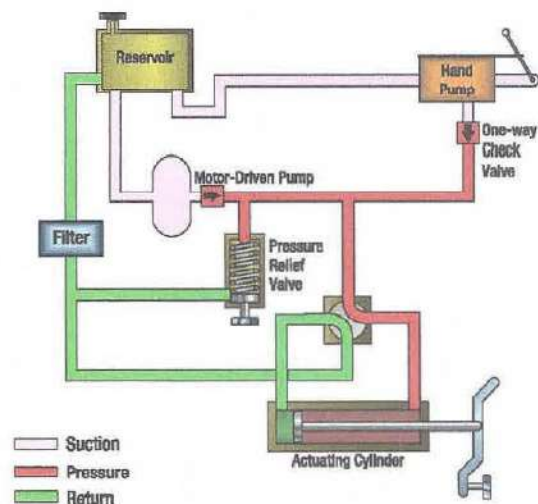 Reservoir
Hand
Pump
One-way
Check
Valve
Motor-Driven Pump
Filter
Pressure
Relief
Valve
Actuating Cylinder
Suction
Pressure
Return